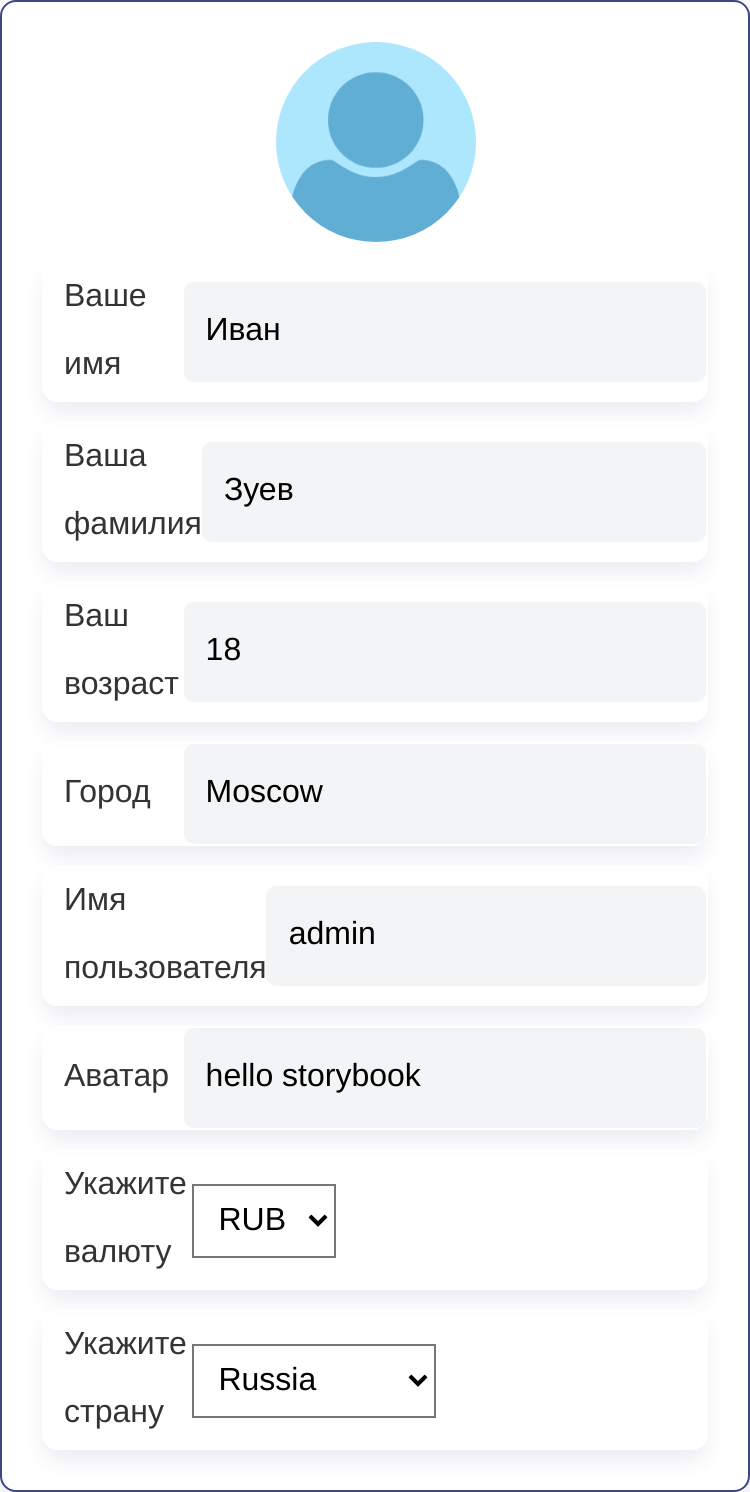 Ваше
имя
Иван
Ваша
фамилия
Зуев
Ваш
возраст
18
Город
Moscow
Имя
пользователя
admin
Аватар
hello storybook
Укажите
валюту
RUB
Укажите
страну
Russia